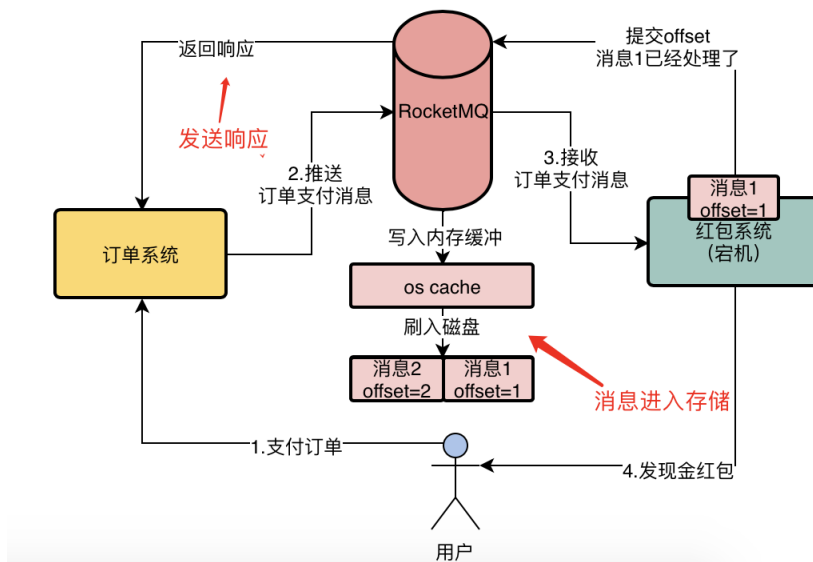 返回响应
发送响应
RocketMQ
提交offset
消息1已经处理了
2.推送
订单支付消息
3.接收
订单支付消息
消息1
offset=1
红包系统
（宕机）
订单系统
写入内存缓冲
os cache
刷入磁盘
消息2
offset=2
消息1
offset=1
消息进入存储
1.支付订单
4.发现金红包
用户